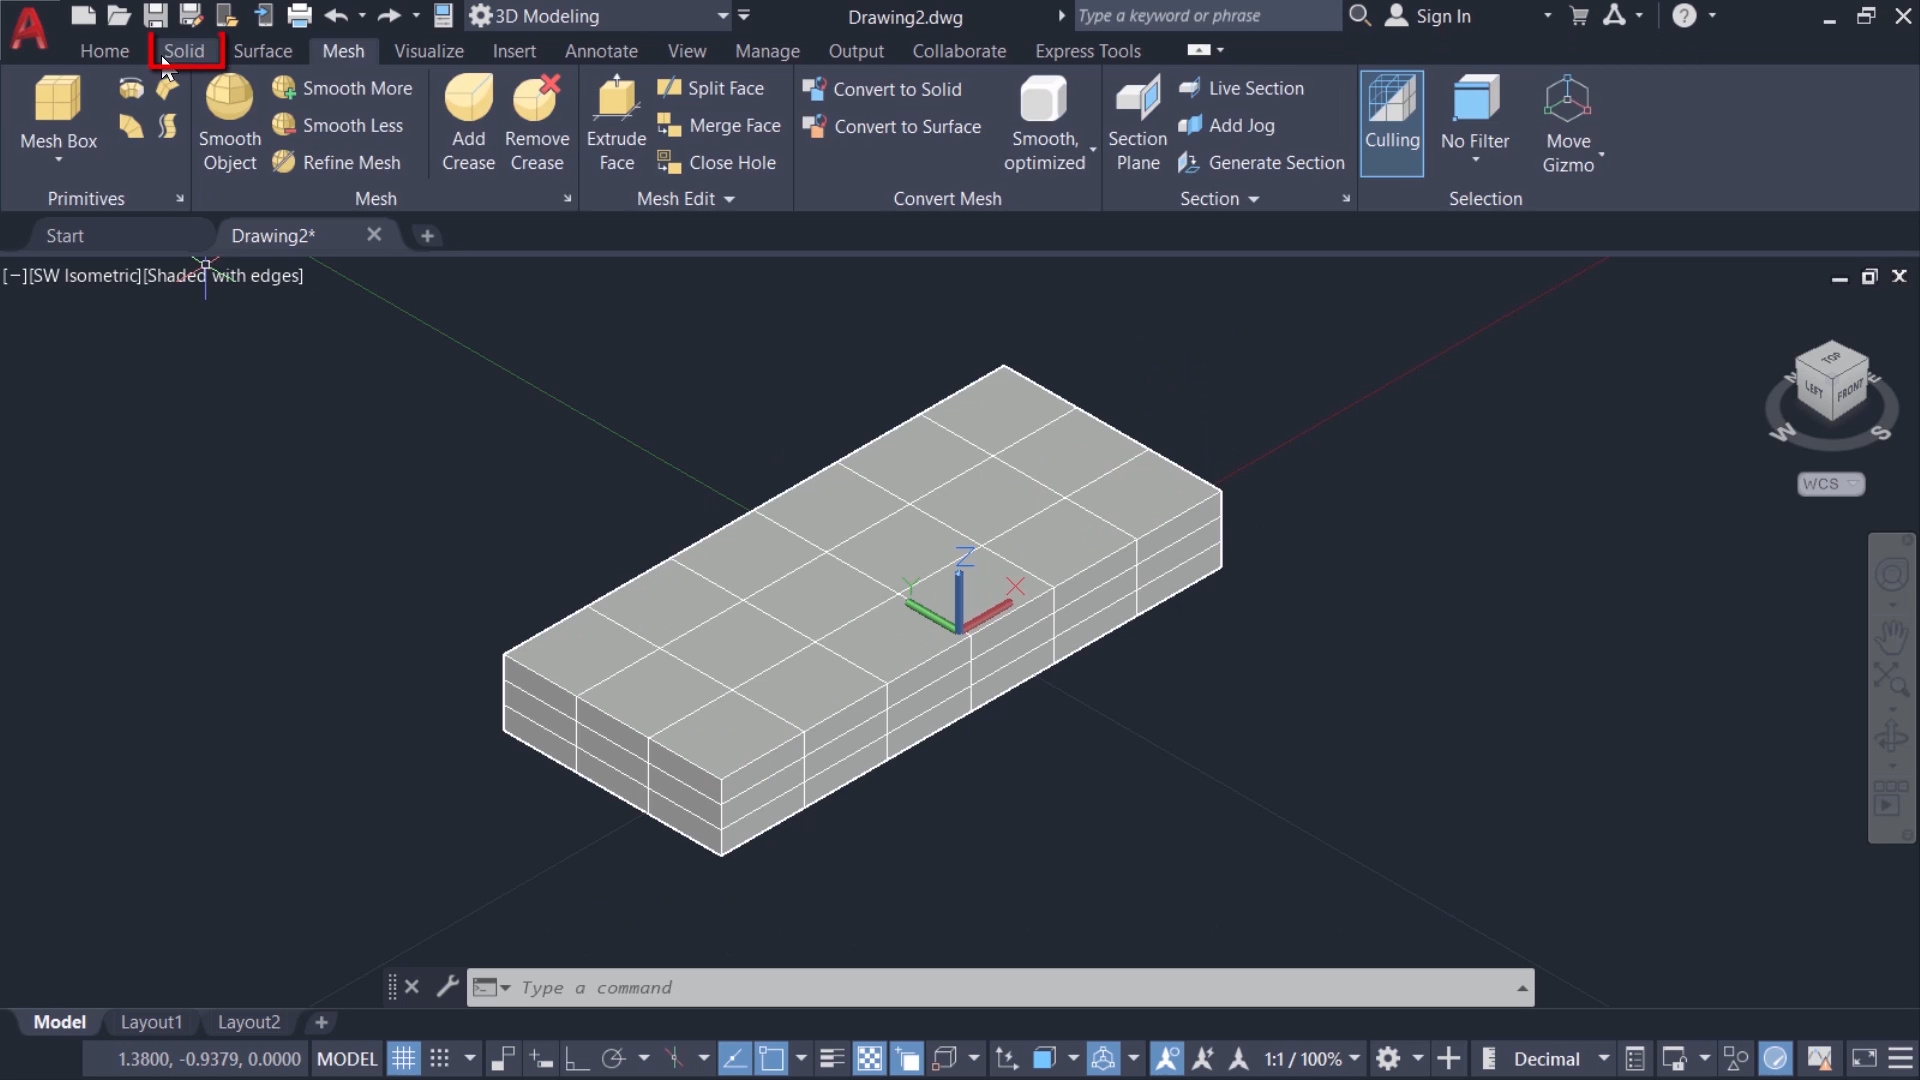 3D Modeling
Drawing2.dwg
Type a keyword or phrase
Sign In
Home
Solid
Surface
Mesh
Visualize
Insert
Annotate
View
Manage
Output
Collaborate
Express Tools
Mesh Box
Smooth Object
Smooth More
Smooth Less
Refine Mesh
Add Crease
Remove Crease
Extrude Face
Split Face
Merge Face
Close Hole
Convert to Solid
Convert to Surface
Smooth, optimized
Section Plane
Live Section
Add Jog
Generate Section
Culling
No Filter
Move Gizmo
Primitives
Mesh
Mesh Edit
Convert Mesh
Section
Selection
Start
Drawing2*
[−][SW Isometric][Shaded with edges]
TOP
LEFT
FRONT
N
E
W
S
WCS
Z
Y
X
Type a command
Model
Layout1
Layout2
1.3800, -0.9379, 0.0000
MODEL
1:1 / 100%
Decimal